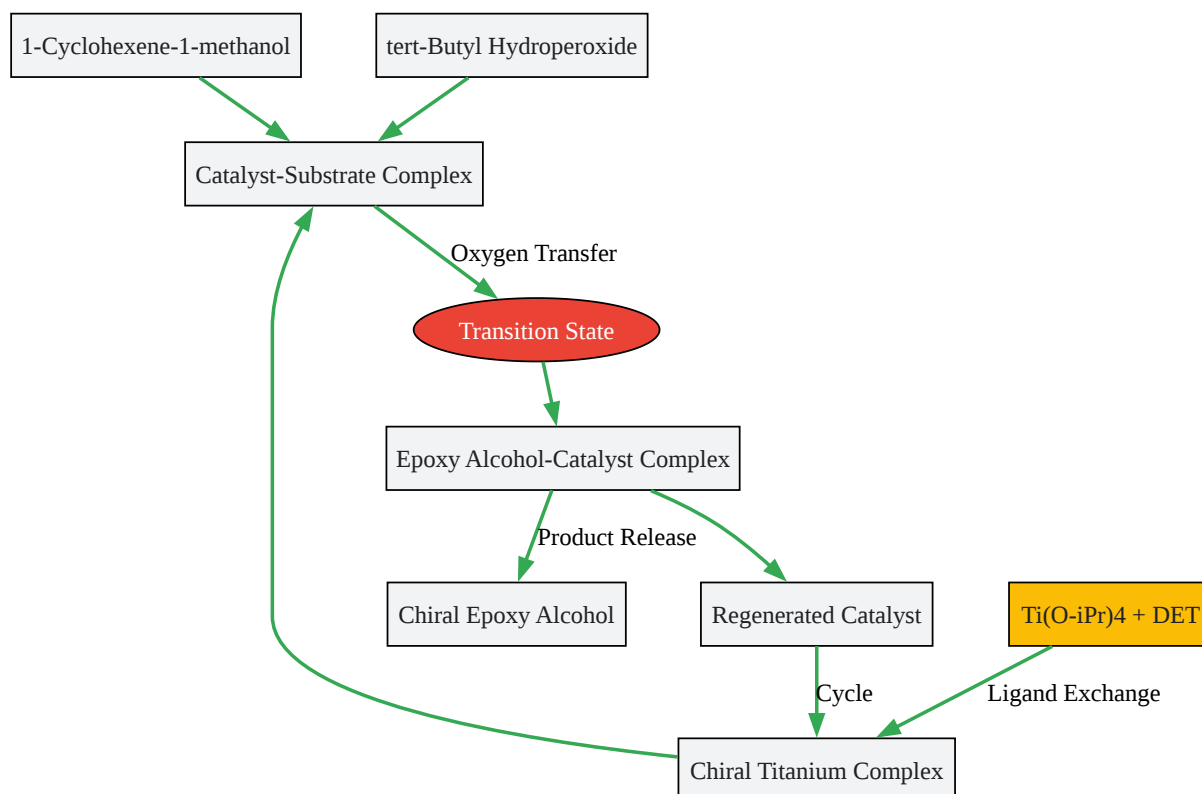 1-Cyclohexene-1-methanol
tert-Butyl Hydroperoxide
Catalyst-Substrate Complex
Oxygen Transfer
Transition State
Epoxy Alcohol-Catalyst Complex
Product Release
Chiral Epoxy Alcohol
Regenerated Catalyst
Ti(O-iPr)4 + DET
Cycle
Ligand Exchange
Chiral Titanium Complex